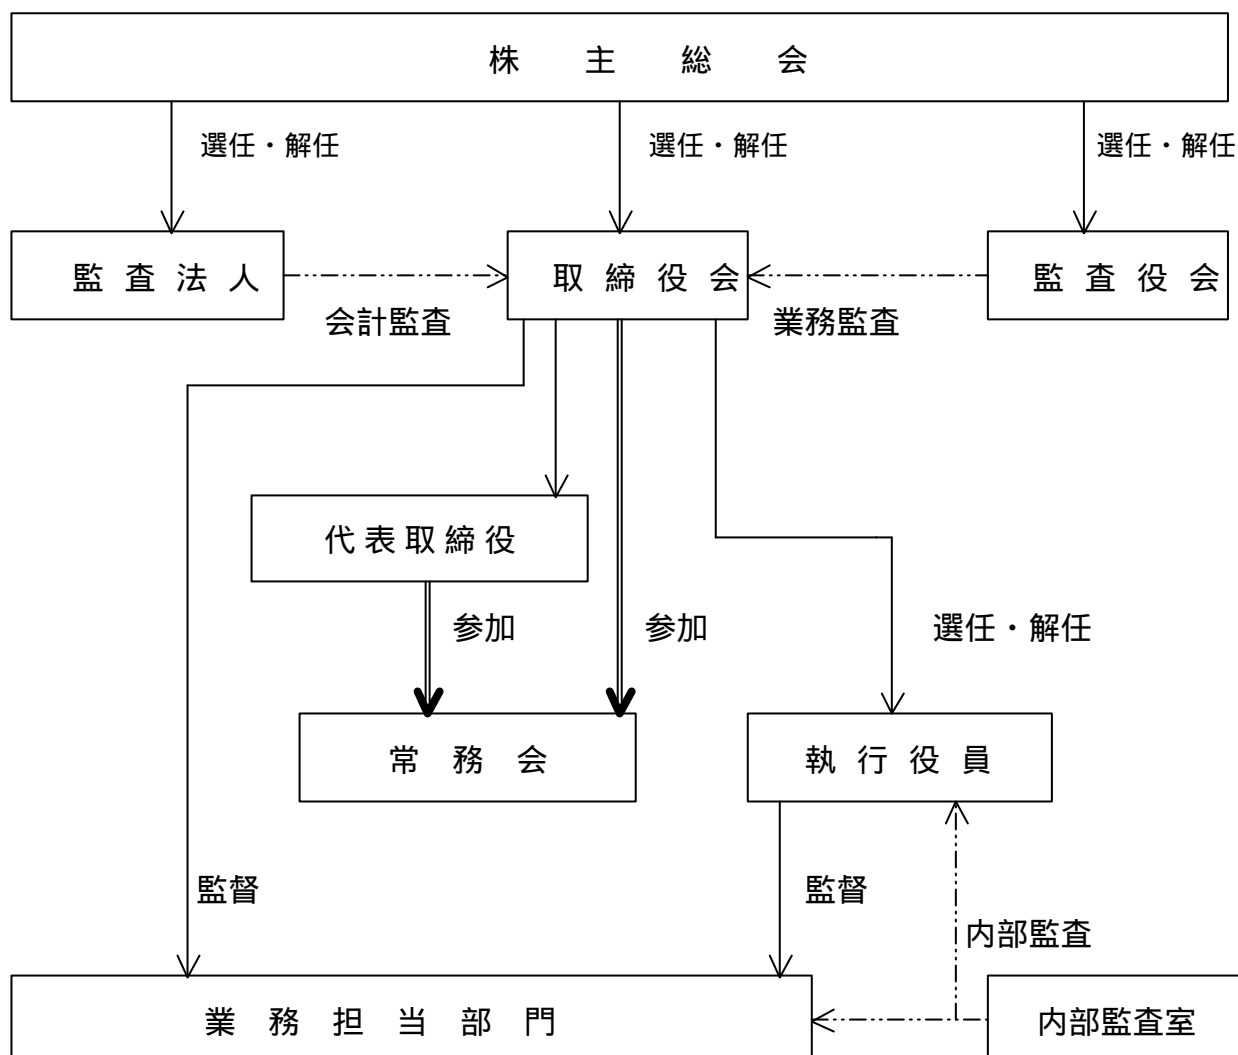 株主総会
選任・解任
選任・解任
選任・解任
監査法人
取締役会
監査役会
会計監査
業務監査
代表取締役
参加
参加
選任・解任
常務会
執行役員
監督
監督
内部監査
業務担当部門
内部監査室